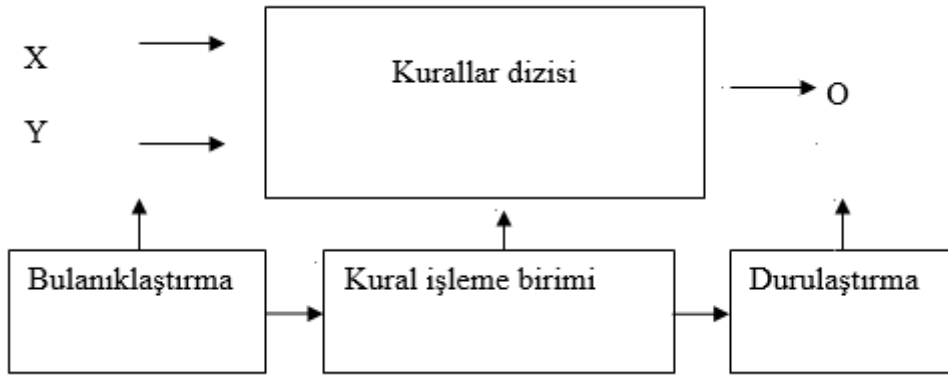 X
Kurallar dizisi
O
Y
Bulanıklaştırma
Kural işleme birimi
Durulaştırma